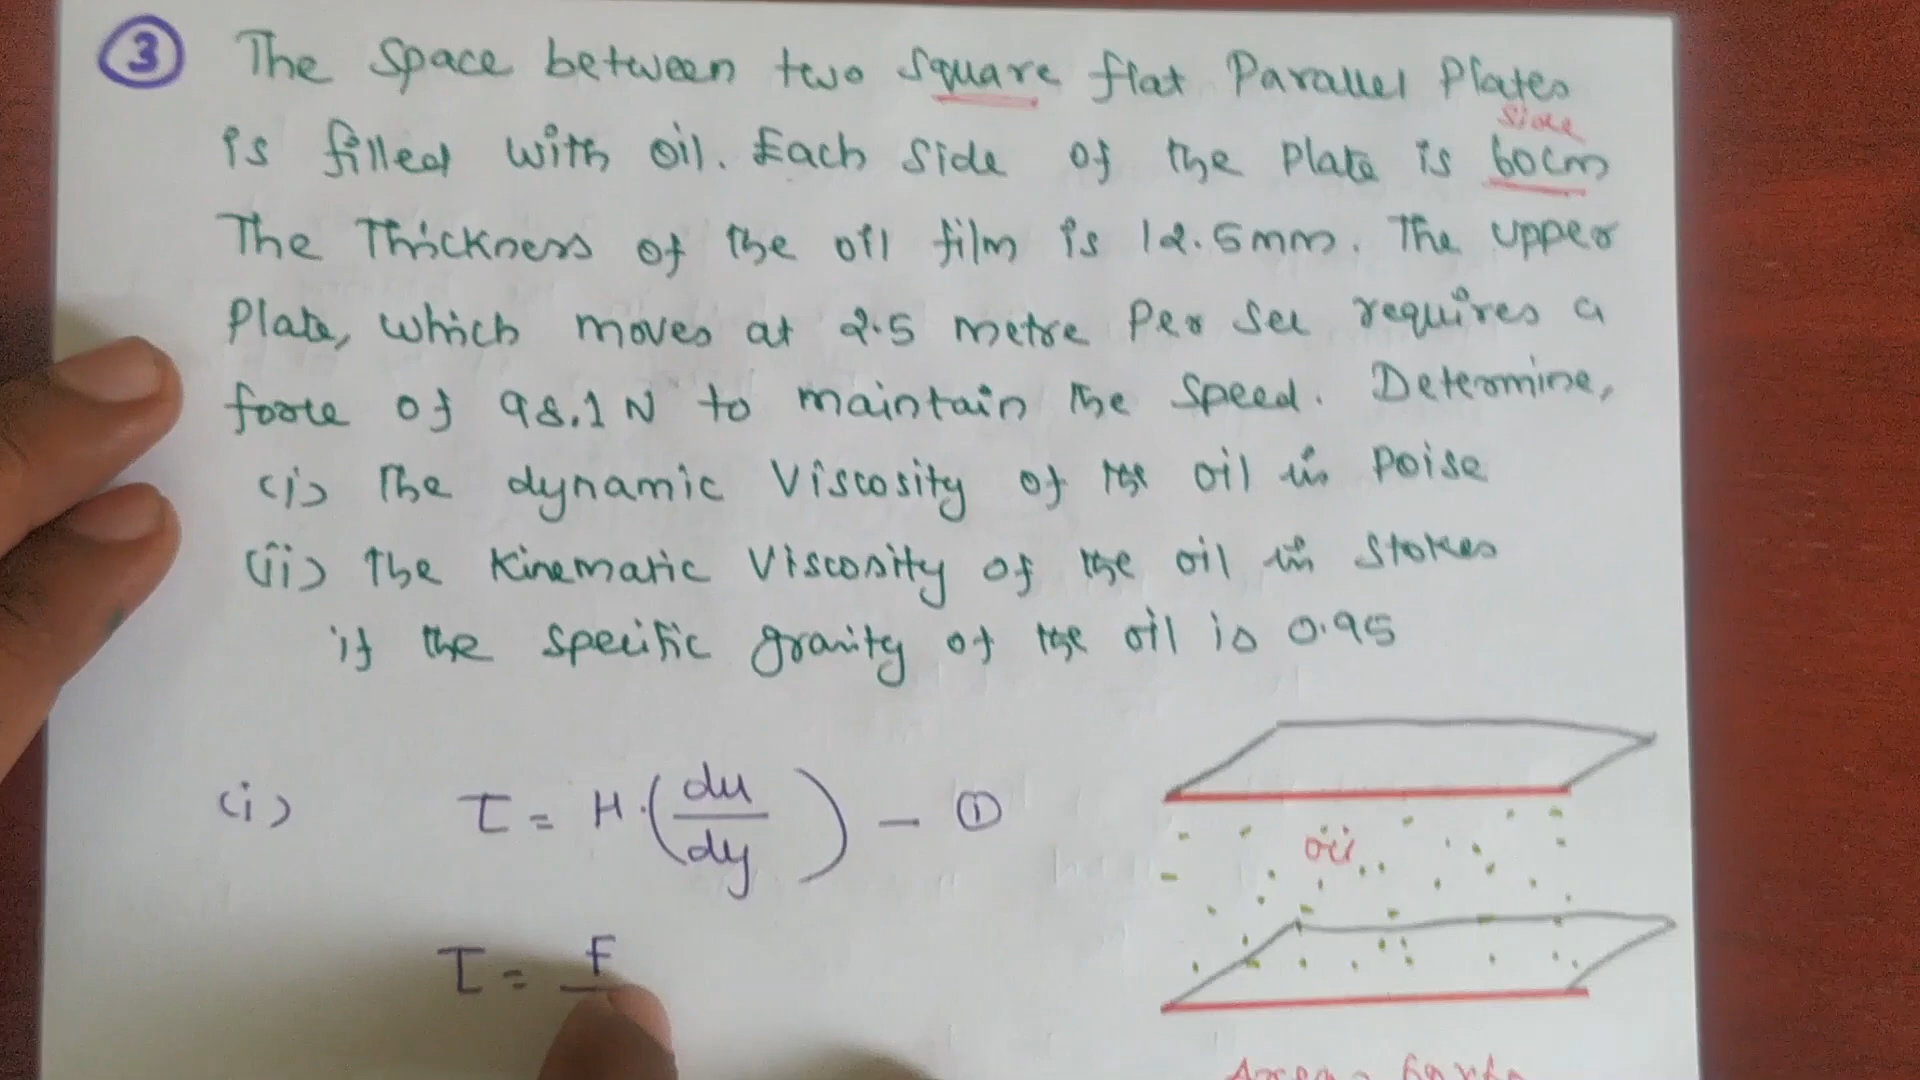 3 The space between two square flat Parallel Plates
is filled with oil. Each side of the plate is 60cm
side
The Thickness of the oil film is 12.5mm. The upper
Plate, which moves at 2.5 metre Per sec requires a
force of 98.1 N to maintain the speed. Determine,
(i) The dynamic Viscosity of the oil in poise
(ii) The Kinematic Viscosity of the oil in Stokes
if the specific gravity of the oil is 0.95
(i) τ = μ.(du/dy) - 1
oil
τ = F